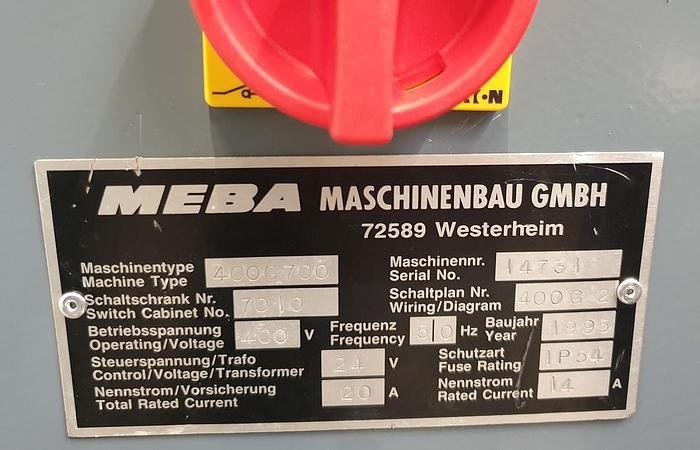 MEBA MASCHINENBAU GMBH
72589 Westerheim
Maschinentype
Machine Type 400G700
Maschinennr.
Serial No. 14731
Schaltschrank Nr.
Switch Cabinet No. 7010
Schaltplan Nr.
Wiring/Diagram 400G 2
Betriebsspannung
Operating/Voltage 400 V
Frequenz
Frequency 50 Hz
Baujahr
Year 1995
Steuerspannung/Trafo
Control/Voltage/Transformer 24 V
Schutzart
Fuse Rating IP54
Nennstrom/Vorsicherung
Total Rated Current 20 A
Nennstrom
Rated Current 14 A